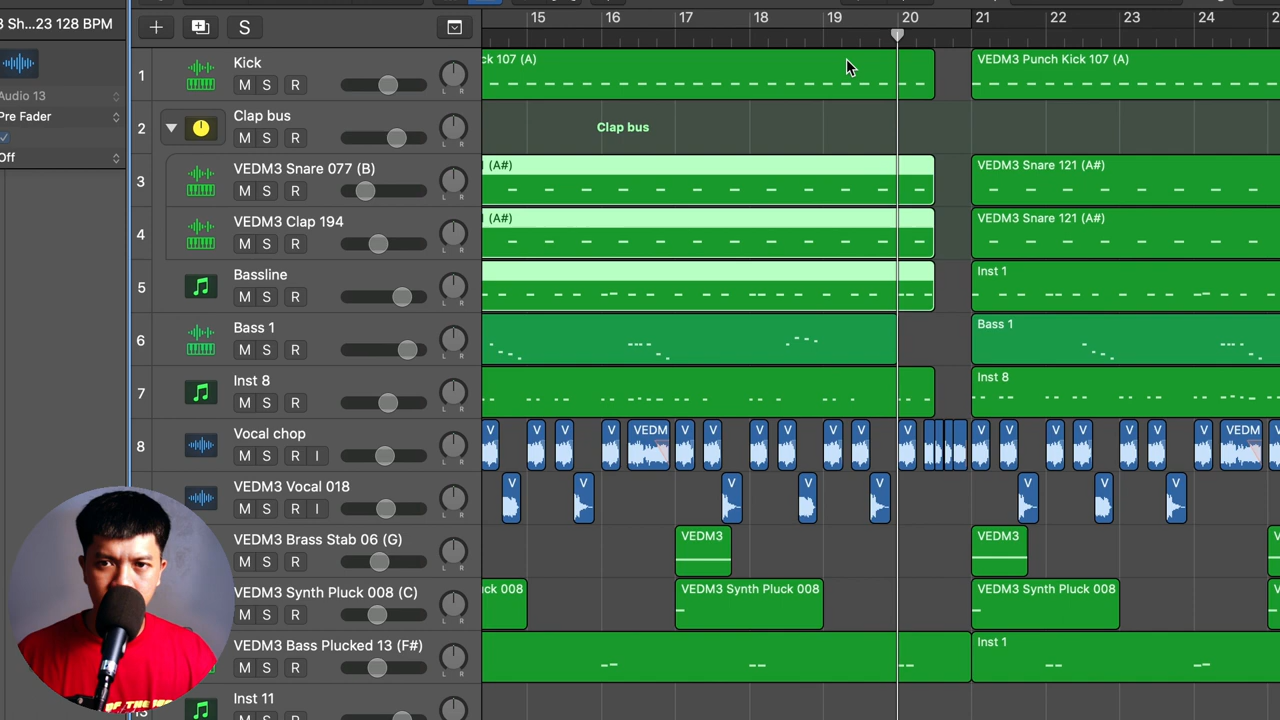 3 Sh...23 128 BPM
S
15 16 17 18 19 20 21 22 23 24 2
Audio 13
Pre Fader
Off
1 Kick
M S R L R
ck 107 (A) VEDM3 Punch Kick 107 (A)
2 Clap bus
M S R L R
Clap bus
3 VEDM3 Snare 077 (B)
M S R L R
(A#) VEDM3 Snare 121 (A#)
4 VEDM3 Clap 194
M S R L R
(A#) VEDM3 Snare 121 (A#)
5 Bassline
M S R L R
Inst 1
6 Bass 1
M S R L R
Bass 1
7 Inst 8
M S R L R
Inst 8
8 Vocal chop
M S R I L R
V V V V VEDM V V V V V V V V V V V V V V VEDM V
VEDM3 Vocal 018
M S R I L R
V V V V V V V V
VEDM3 Brass Stab 06 (G)
M S R L R
VEDM3 VEDM3 V
VEDM3 Synth Pluck 008 (C)
M S R L R
uck 008 VEDM3 Synth Pluck 008 VEDM3 Synth Pluck 008 V
VEDM3 Bass Plucked 13 (F#)
M S R L R
Inst 1
13 Inst 11